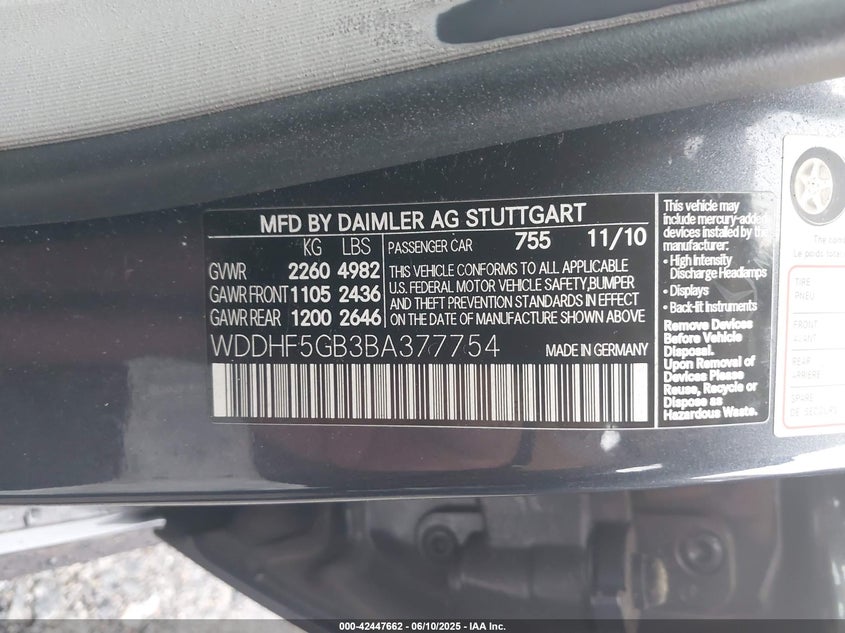 MFD BY DAIMLER AG STUTTGART
KG LBS
GVWR 2260 4982
GAWR FRONT 1105 2436
GAWR REAR 1200 2646
PASSENGER CAR 755 11/10
THIS VEHICLE CONFORMS TO ALL APPLICABLE
U.S. FEDERAL MOTOR VEHICLE SAFETY,BUMPER
AND THEFT PREVENTION STANDARDS IN EFFECT
ON THE DATE OF MANUFACTURE SHOWN ABOVE
WDDHF5GB3BA377754 MADE IN GERMANY
This vehicle may
include mercury-added
devices installed by the
manufacturer:
• High Intensity
Discharge Headlamps
• Displays
• Back-lit Instruments
Remove Devices
Before Vehicle
Disposal.
Upon Removal of
Devices Please
Reuse, Recycle or
Dispose as
Hazardous Waste.
The com
Le poids total
TIRE
PNEU
FRONT
AVANT
REAR
ARRIERE
SPARE
DE SECOURS
000-42447662 - 06/10/2025 - IAA Inc.